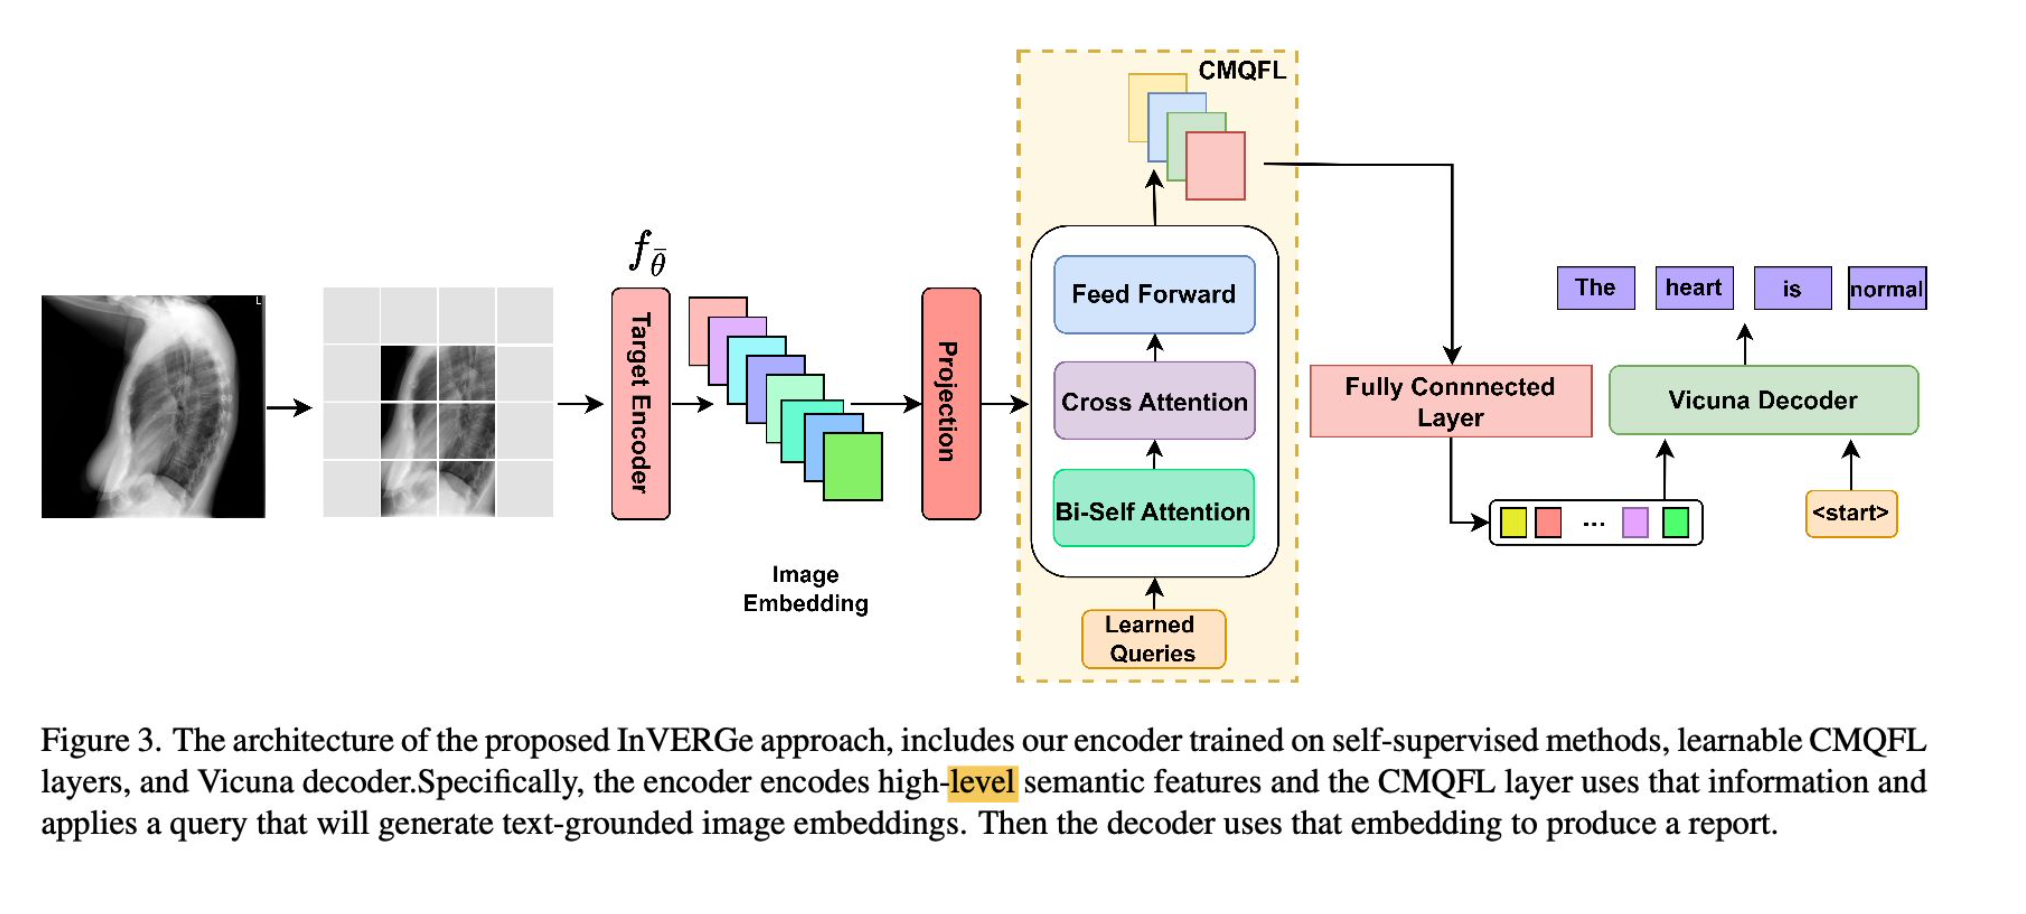 CMQFL
f_θ̄
L
Target Encoder
Projection
Feed Forward
Cross Attention
Bi-Self Attention
Learned
Queries
Image
Embedding
Fully Connnected
Layer
The heart is normal
Vicuna Decoder
...
<start>
Figure 3. The architecture of the proposed InVERGe approach, includes our encoder trained on self-supervised methods, learnable CMQFL
layers, and Vicuna decoder.Specifically, the encoder encodes high-level semantic features and the CMQFL layer uses that information and
applies a query that will generate text-grounded image embeddings. Then the decoder uses that embedding to produce a report.